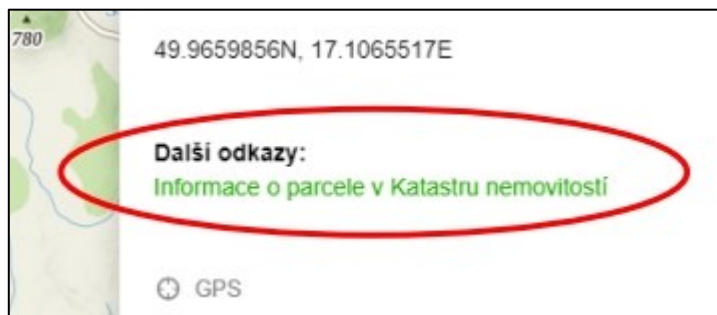 780
49.9659856N, 17.1065517E
Další odkazy:
Informace o parcele v Katastru nemovitostí
GPS